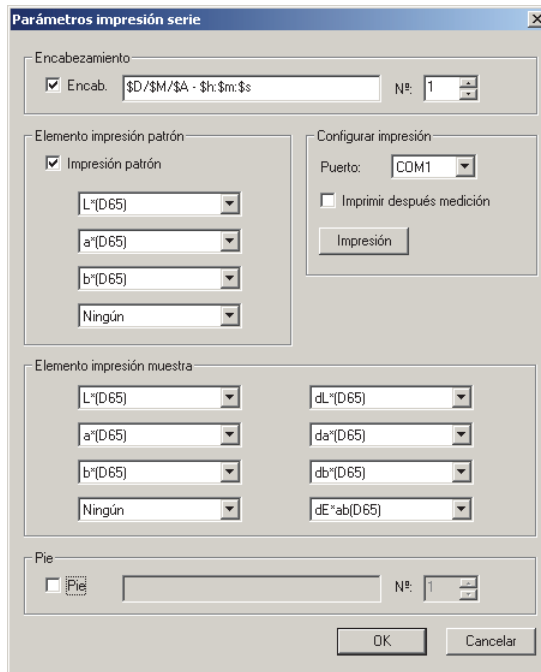 Parámetros impresión serie
Encabezamiento
Encab. $D/$M/$A - $h:$m:$s Nº: 1
Elemento impresión patrón
Impresión patrón
L*(D65)
a*(D65)
b*(D65)
Ningún
Configurar impresión
Puerto: COM1
Imprimir después medición
Impresión
Elemento impresión muestra
L*(D65) dL*(D65)
a*(D65) da*(D65)
b*(D65) db*(D65)
Ningún dE*ab(D65)
Pie
Pie Nº: 1
OK Cancelar